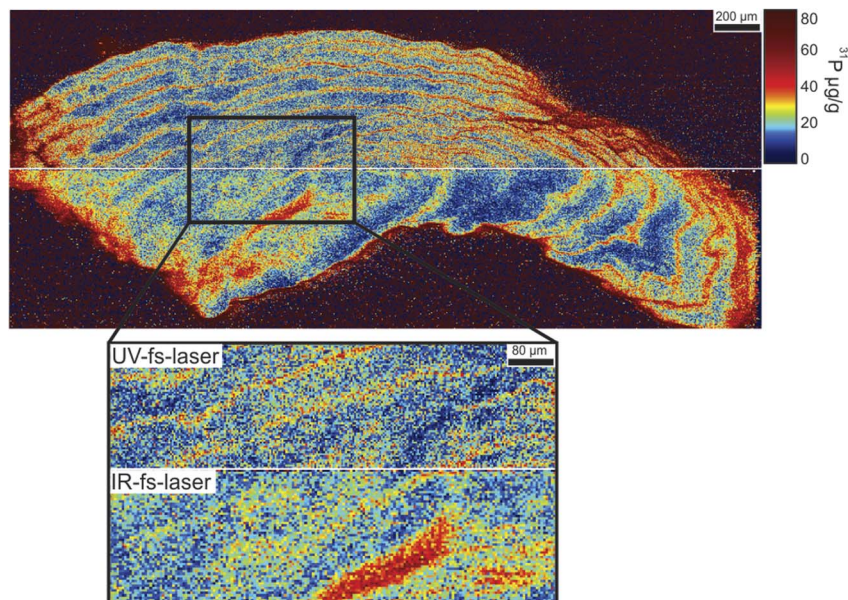 200 μm
80
60
40
20
0
³¹P μg/g
UV-fs-laser
80 μm
IR-fs-laser